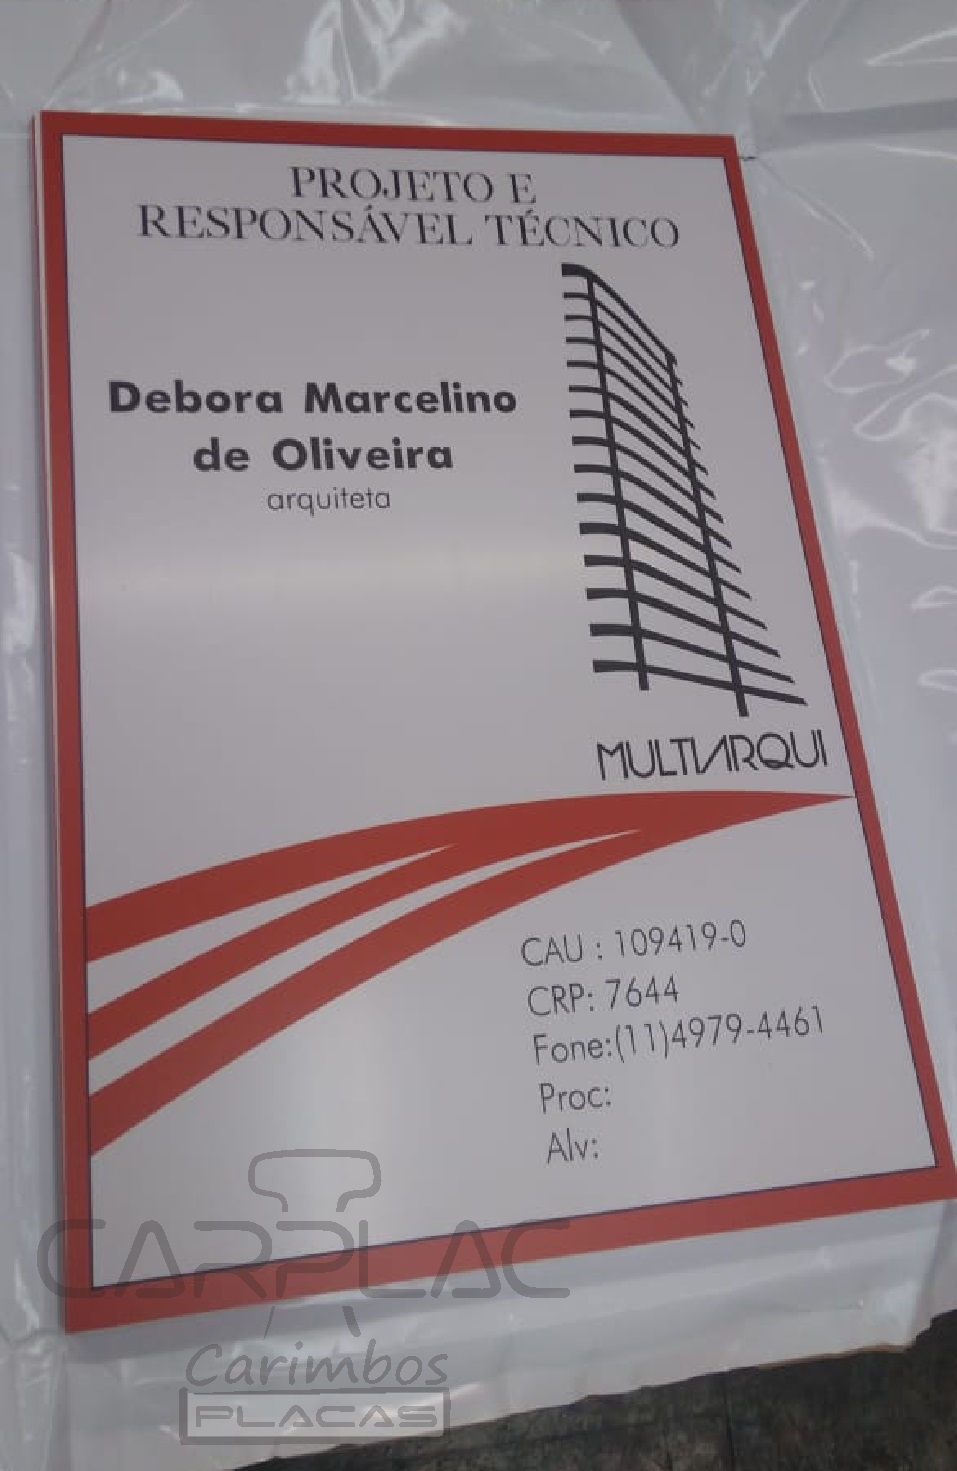 PROJETO E
RESPONSÁVEL TÉCNICO
Debora Marcelino
de Oliveira
arquiteta
MULTIARQUI
CAU : 109419-0
CRP: 7644
Fone:(11)4979-4461
Proc:
Alv:
CARPLAC
Carimbos
PLACAS